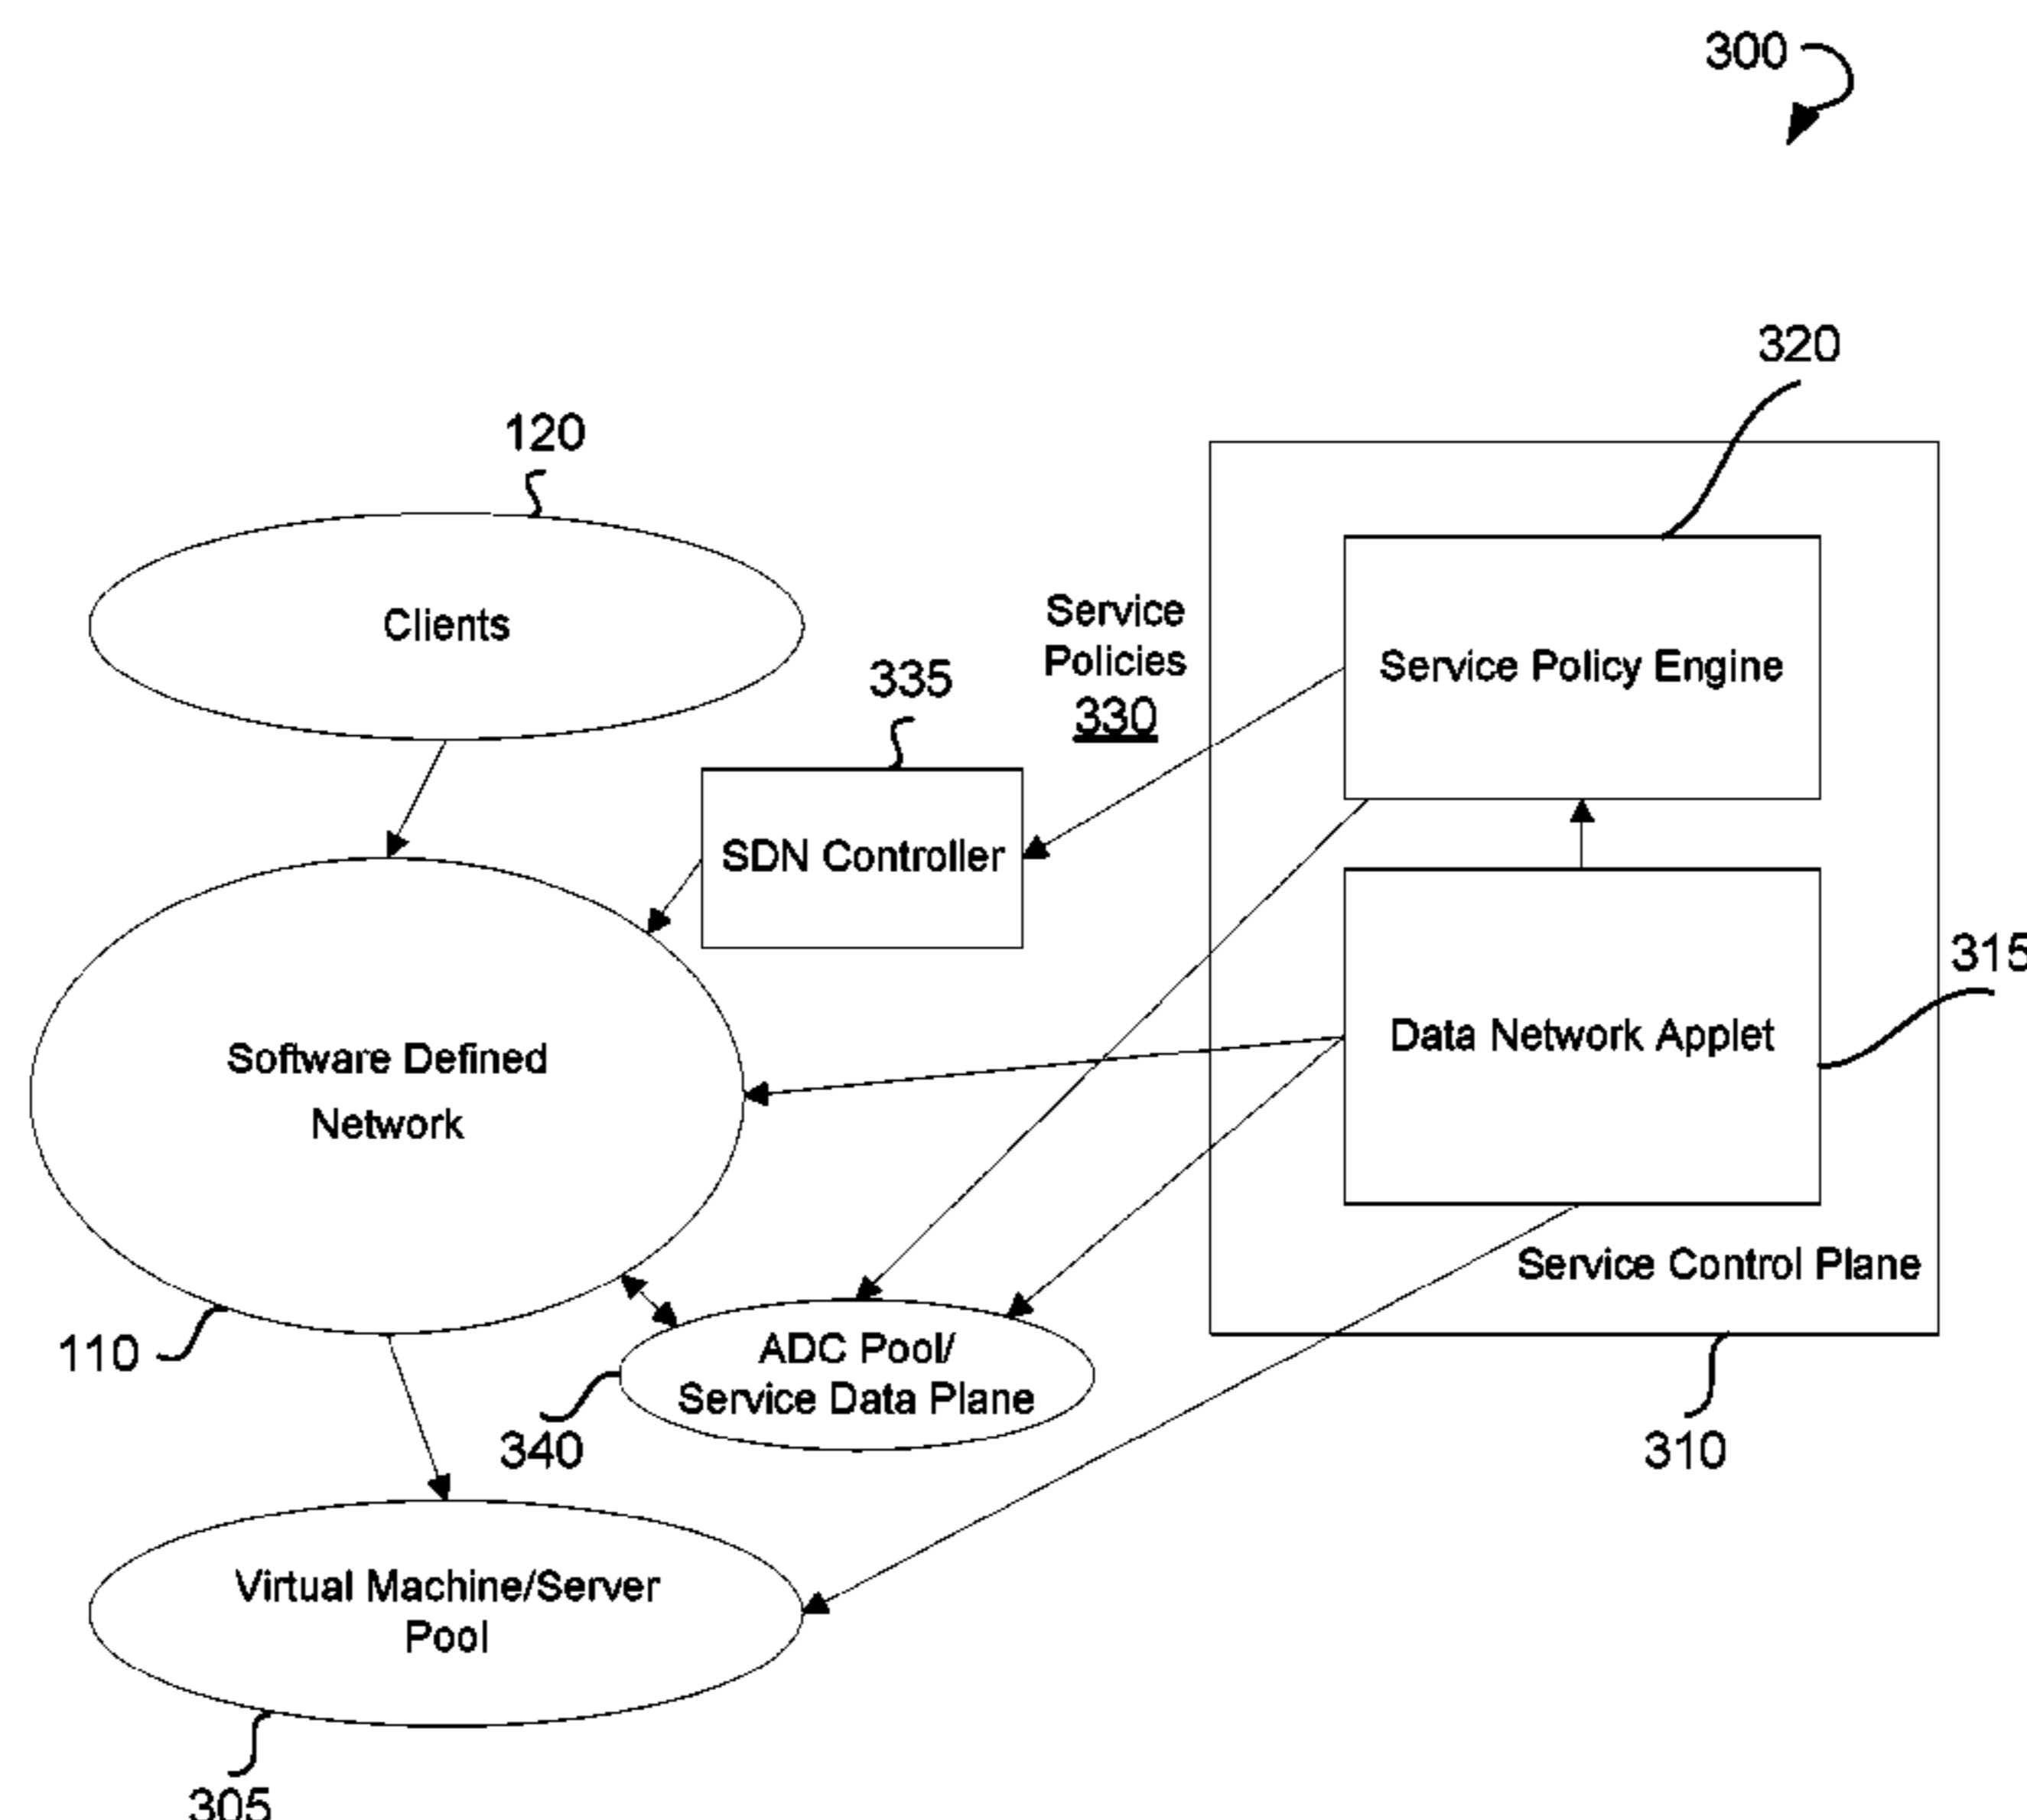 300
320
120
Clients
Service
Policies
330
335
Service Policy Engine
SDN Controller
315
Data Network Applet
Software Defined
Network
Service Control Plane
110
ADC Pool/
Service Data Plane
340
310
Virtual Machine/Server
Pool
305